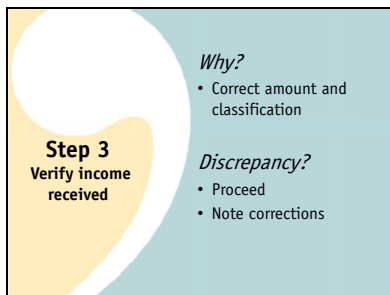 Step 3
Verify income
received
Why?
• Correct amount and
classification
Discrepancy?
• Proceed
• Note corrections